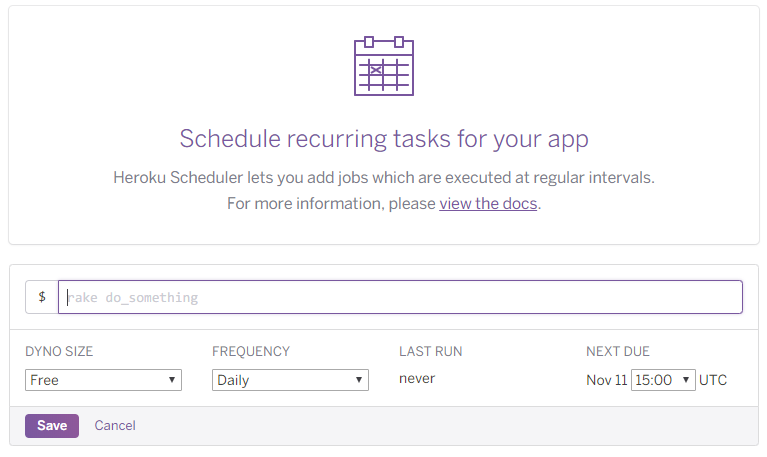 Schedule recurring tasks for your app
Heroku Scheduler lets you add jobs which are executed at regular intervals.
For more information, please view the docs.
$ rake do_something
DYNO SIZE FREQUENCY LAST RUN NEXT DUE
Free Daily never Nov 11 15:00 UTC
Save Cancel